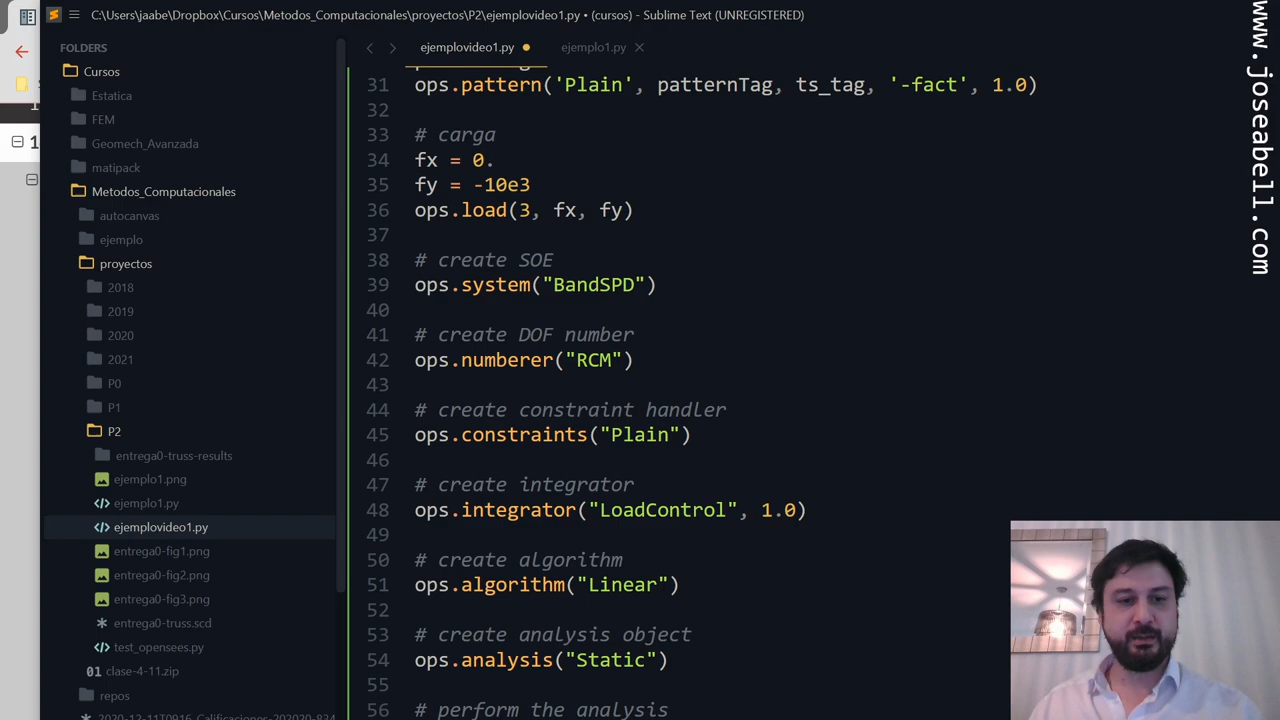 C:\Users\jaabe\Dropbox\Cursos\Metodos_Computacionales\proyectos\P2\ejemplovideo1.py • (cursos) - Sublime Text (UNREGISTERED)
FOLDERS
Cursos
Estatica
FEM
Geomech_Avanzada
matipack
Metodos_Computacionales
autocanvas
ejemplo
proyectos
2018
2019
2020
2021
P0
P1
P2
entrega0-truss-results
ejemplo1.png
ejemplo1.py
ejemplovideo1.py
entrega0-fig1.png
entrega0-fig2.png
entrega0-fig3.png
entrega0-truss.scd
test_opensees.py
clase-4-11.zip
repos
ejemplovideo1.py
ejemplo1.py
31 ops.pattern('Plain', patternTag, ts_tag, '-fact', 1.0)
32
33 # carga
34 fx = 0.
35 fy = -10e3
36 ops.load(3, fx, fy)
37
38 # create SOE
39 ops.system("BandSPD")
40
41 # create DOF number
42 ops.numberer("RCM")
43
44 # create constraint handler
45 ops.constraints("Plain")
46
47 # create integrator
48 ops.integrator("LoadControl", 1.0)
49
50 # create algorithm
51 ops.algorithm("Linear")
52
53 # create analysis object
54 ops.analysis("Static")
55
56 # perform the analysis
www.joseabell.com